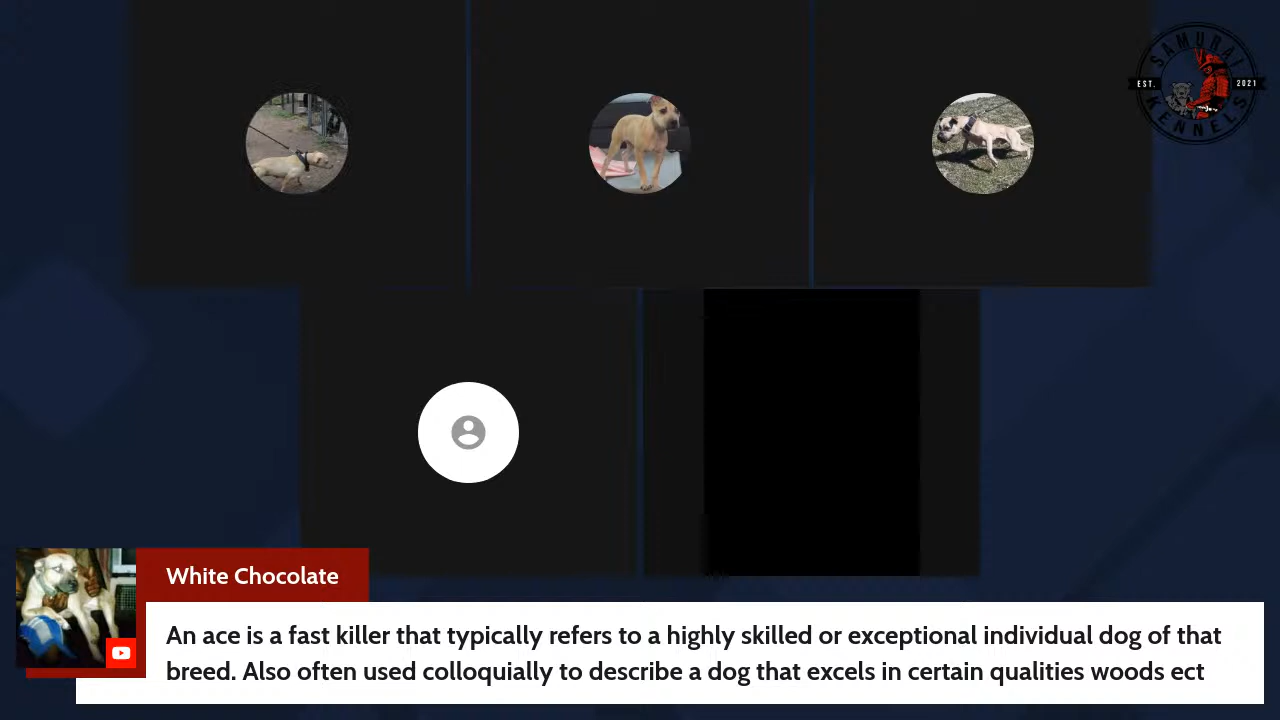 SAMURAI
EST. 2021
KENNELS
White Chocolate
An ace is a fast killer that typically refers to a highly skilled or exceptional individual dog of that
breed. Also often used colloquially to describe a dog that excels in certain qualities woods ect